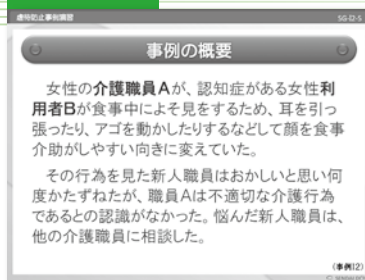 虐待防止事例演習
SG-I2-S
事例の概要
女性の介護職員Aが、認知症がある女性利
用者Bが食事中によそ見をするため、耳を引っ
張ったり、アゴを動かしたりするなどして顔を食事
介助がしやすい向きに変えていた。
その行為を見た新人職員はおかしいと思い何
度かたずねたが、職員Aは不適切な介護行為
であるとの認識がなかった。悩んだ新人職員は、
他の介護職員に相談した。
(事例12)